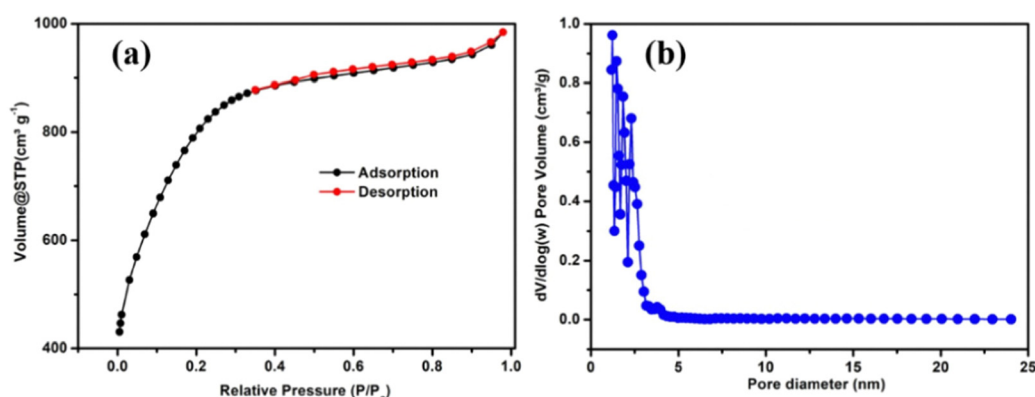 (a)
Volume@STP(cm³ g⁻¹)
1000
800
600
400
Adsorption
Desorption
0.0 0.2 0.4 0.6 0.8 1.0
Relative Pressure (P/Pₒ)
(b)
dV/dlog(w) Pore Volume (cm³/g)
1.0
0.8
0.6
0.4
0.2
0.0
0 5 10 15 20 25
Pore diameter (nm)